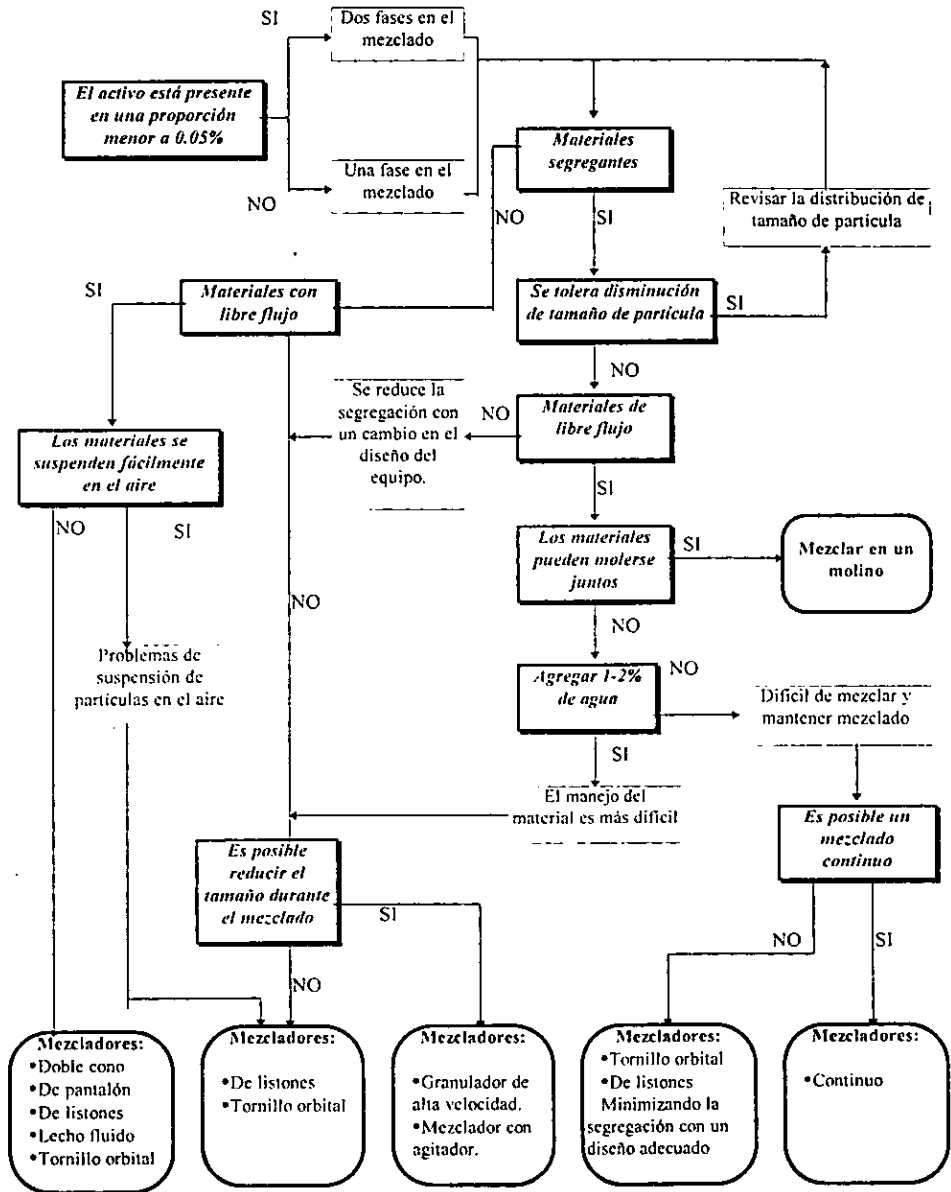 SI
Dos fases en el
mezclado
El activo está presente
en una proporción
menor a 0.05%
Materiales
segregantes
Una fase en el
mezclado
NO
Revisar la distribución de
tamaño de partícula
NO
SI
SI
Materiales con
libre flujo
Se tolera disminución
de tamaño de partícula
SI
NO
Se reduce la
segregación con
un cambio en el
diseño del
equipo.
NO
Materiales de
libre flujo
Los materiales se
suspenden fácilmente
en el aire
SI
NO
SI
Los materiales
pueden molerse
juntos
SI
Mezclar en un
molino
NO
NO
Problemas de
suspensión de
partículas en el aire
Agregar 1-2%
de agua
NO
Difícil de mezclar y
mantener mezclado
SI
El manejo del
material es más difícil
Es posible un
mezclado
continuo
Es posible
reducir el
tamaño durante
el mezclado
SI
NO
SI
NO
Mezcladores:
•Doble cono
•De pantalón
•De listones
•Lecho fluido
•Tornillo orbital
Mezcladores:
•De listones
•Tornillo orbital
Mezcladores:
•Granulador de
alta velocidad.
•Mezclador con
agitador.
Mezcladores:
•Tornillo orbital
•De listones
Minimizando la
segregación con un
diseño adecuado
Mezcladores:
•Continuo